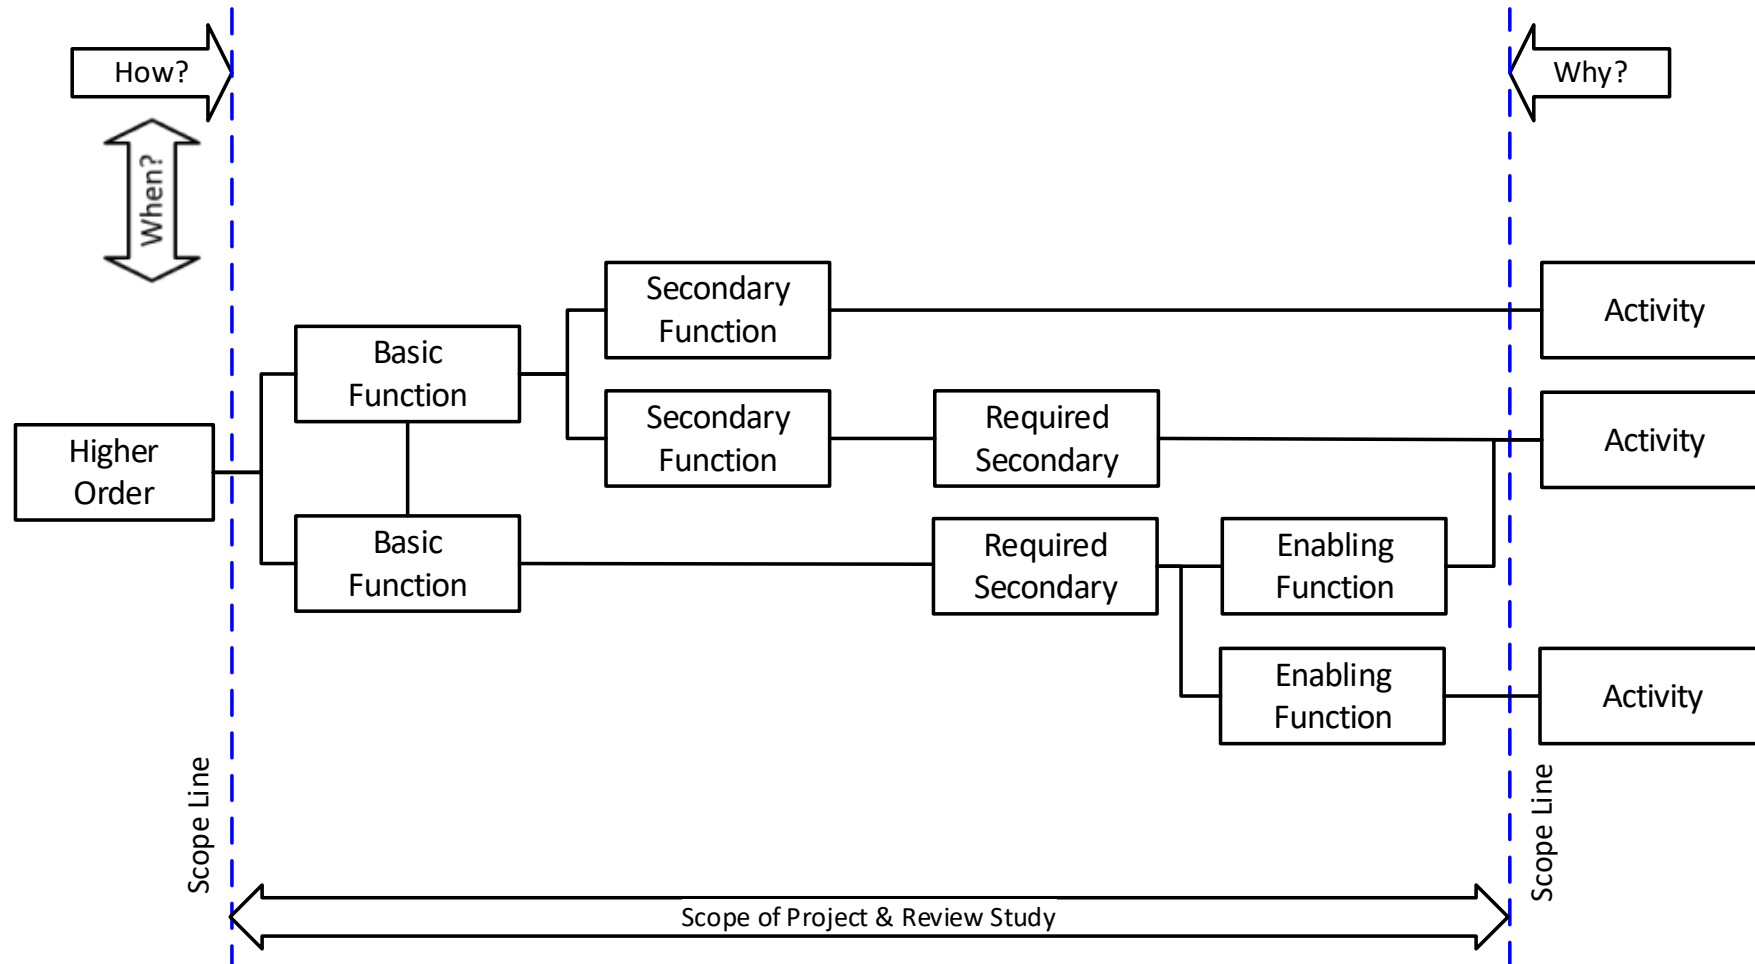 How?
Why?
When?
Secondary
Function
Activity
Basic
Function
Secondary
Function
Required
Secondary
Activity
Higher
Order
Basic
Function
Required
Secondary
Enabling
Function
Enabling
Function
Activity
Scope Line
Scope Line
Scope of Project & Review Study